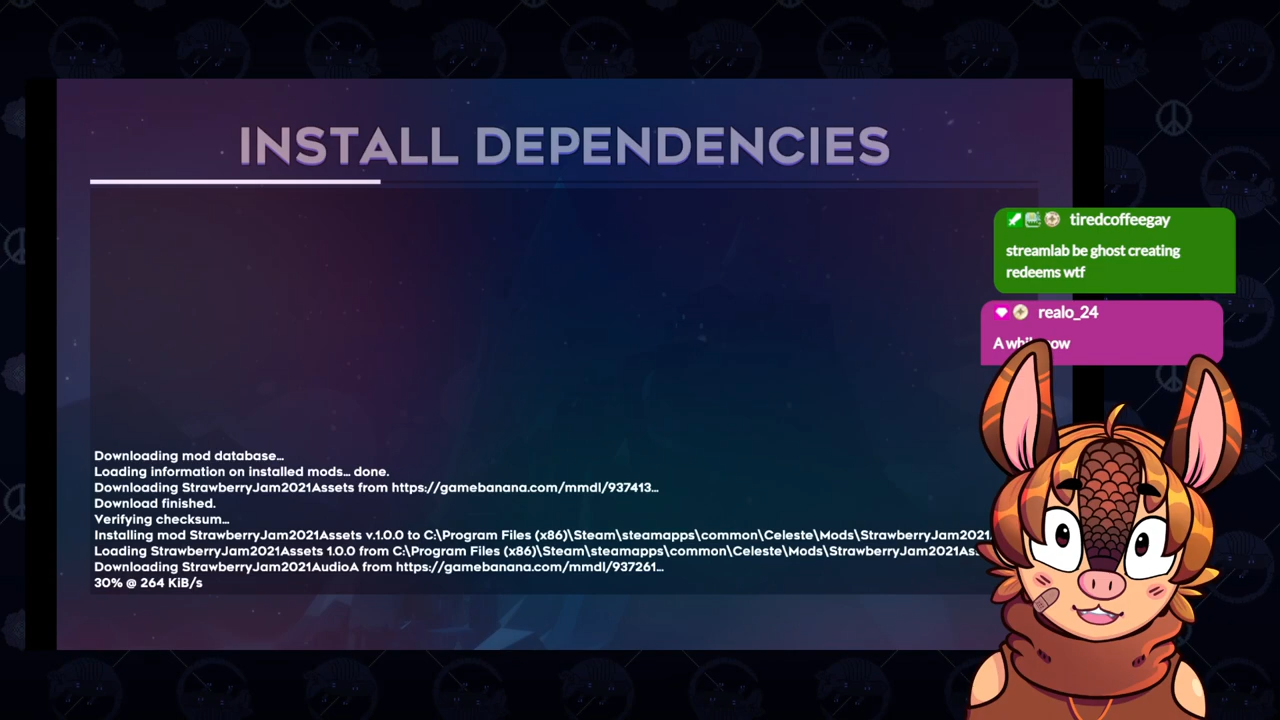 INSTALL DEPENDENCIES
tiredcoffeegay
streamlab be ghost creating
redeems wtf
realo_24
A while now
Downloading mod database...
Loading information on installed mods... done.
Downloading StrawberryJam2021Assets from https://gamebanana.com/mmdl/937413...
Download finished.
Verifying checksum...
Installing mod StrawberryJam2021Assets v.1.0.0 to C:\Program Files (x86)\Steam\steamapps\common\Celeste\Mods\StrawberryJam2021
Loading StrawberryJam2021Assets 1.0.0 from C:\Program Files (x86)\Steam\steamapps\common\Celeste\Mods\StrawberryJam2021As
Downloading StrawberryJam2021AudioA from https://gamebanana.com/mmdl/937261...
30% @ 264 KiB/s